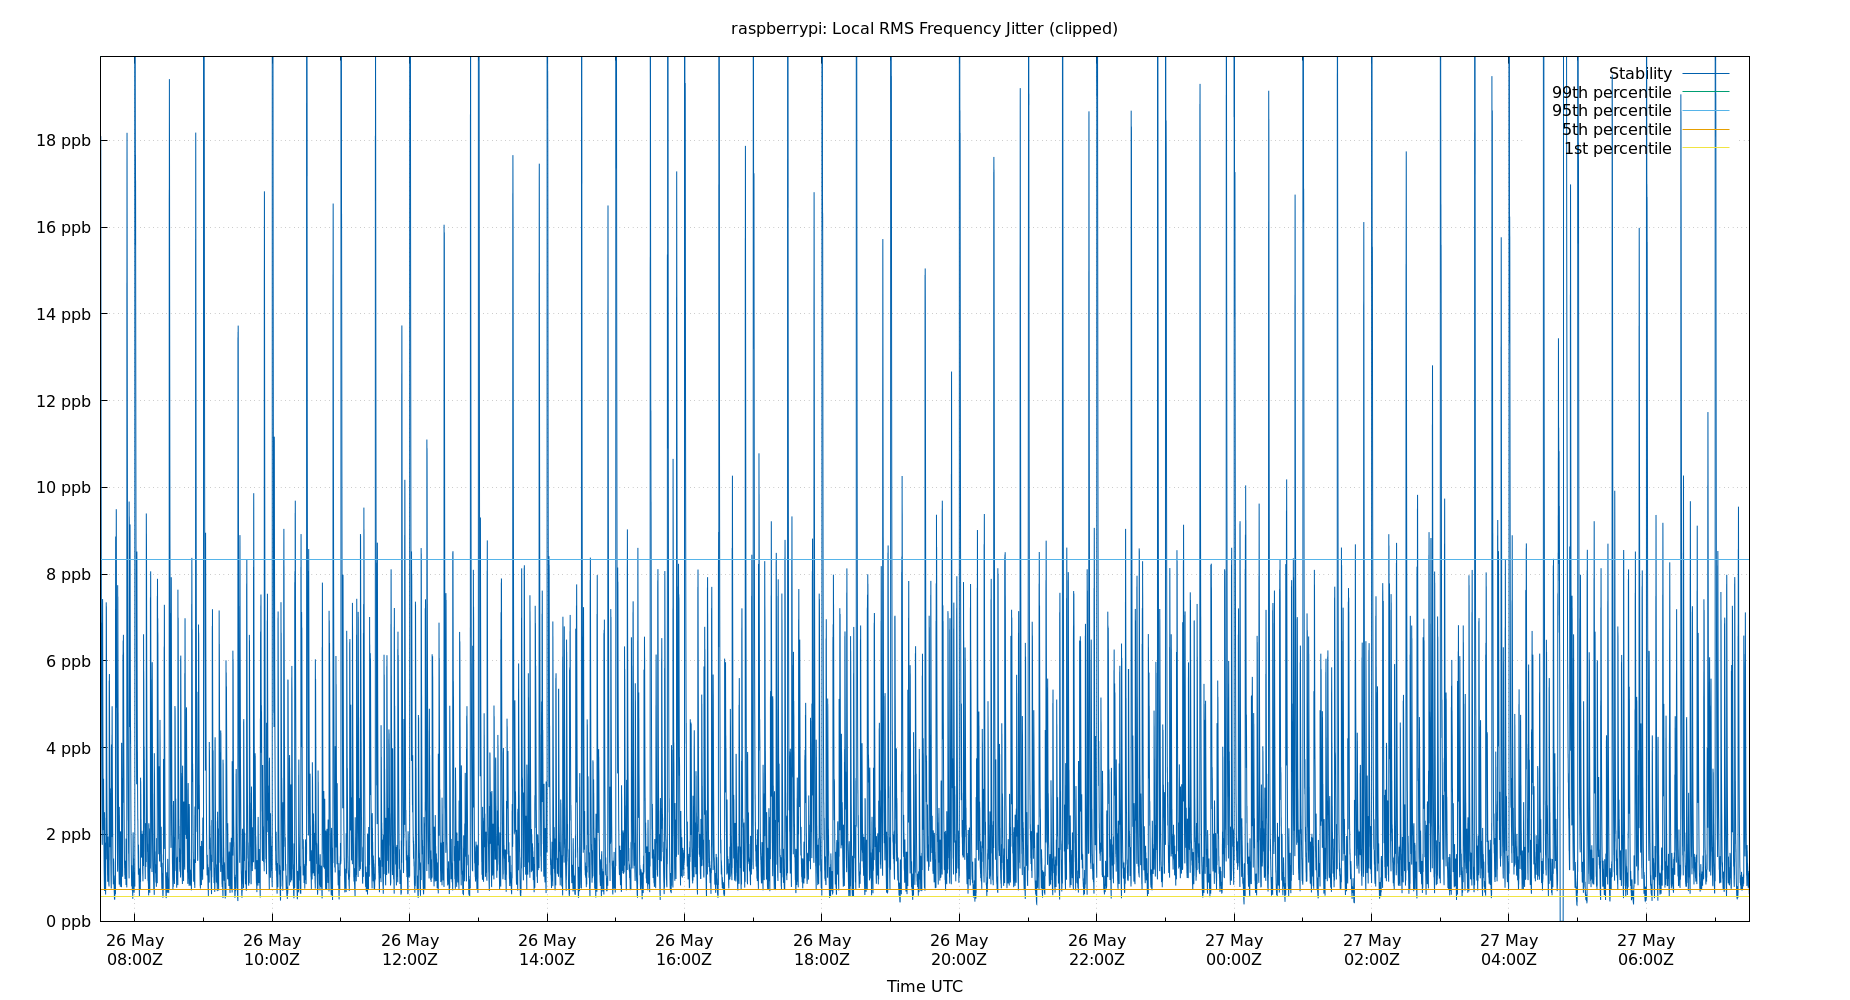 raspberrypi: Local RMS Frequency Jitter (clipped)
Stability
99th percentile
95th percentile
5th percentile
1st percentile
18 ppb
16 ppb
14 ppb
12 ppb
10 ppb
8 ppb
6 ppb
4 ppb
2 ppb
0 ppb
26 May 26 May 26 May 26 May 26 May 26 May 26 May 26 May 27 May 27 May 27 May 27 May
08:00Z 10:00Z 12:00Z 14:00Z 16:00Z 18:00Z 20:00Z 22:00Z 00:00Z 02:00Z 04:00Z 06:00Z
Time UTC